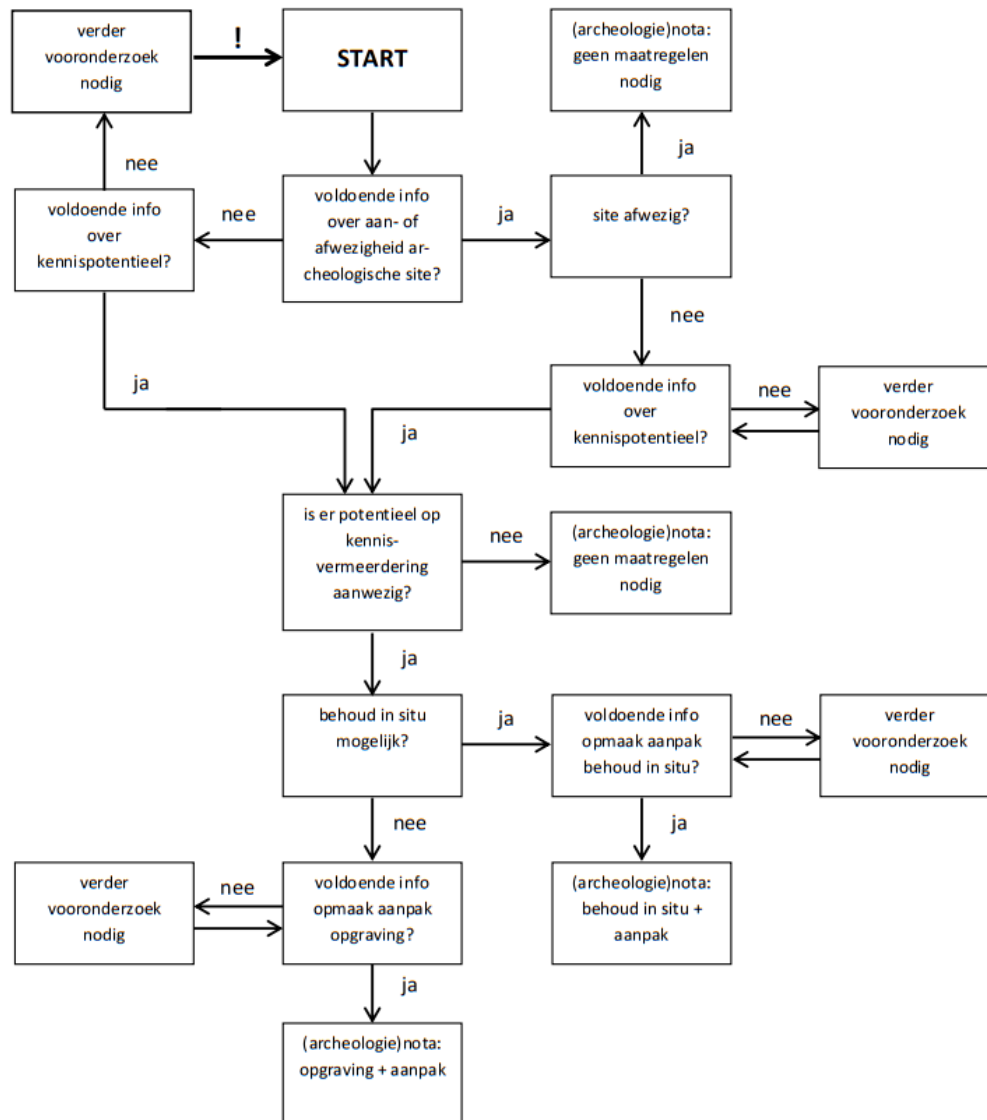 verder
vooronderzoek
nodig
!
START
(archeologie)nota:
geen maatregelen
nodig
nee
ja
voldoende info
over
kennispotentieel?
nee
voldoende info
over aan- of
afwezigheid ar-
cheologische site?
ja
site afwezig?
nee
ja
voldoende info
over
kennispotentieel?
nee
verder
vooronderzoek
nodig
ja
is er potentieel op
kennis-
vermeerdering
aanwezig?
nee
(archeologie)nota:
geen maatregelen
nodig
ja
behoud in situ
mogelijk?
ja
voldoende info
opmaak aanpak
behoud in situ?
nee
verder
vooronderzoek
nodig
nee
ja
verder
vooronderzoek
nodig
nee
voldoende info
opmaak aanpak
opgraving?
(archeologie)nota:
behoud in situ +
aanpak
ja
(archeologie)nota:
opgraving + aanpak